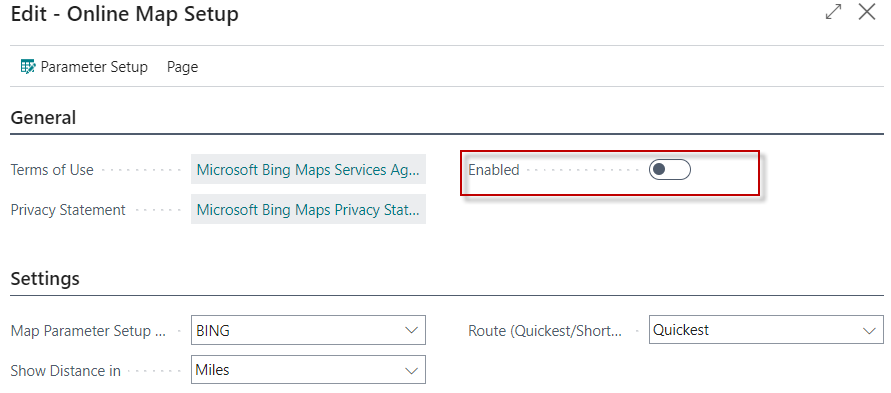 Edit - Online Map Setup
Parameter Setup Page
General
Terms of Use Microsoft Bing Maps Services Ag... Enabled
Privacy Statement Microsoft Bing Maps Privacy Stat...
Settings
Map Parameter Setup ... BING Route (Quickest/Short... Quickest
Show Distance in Miles